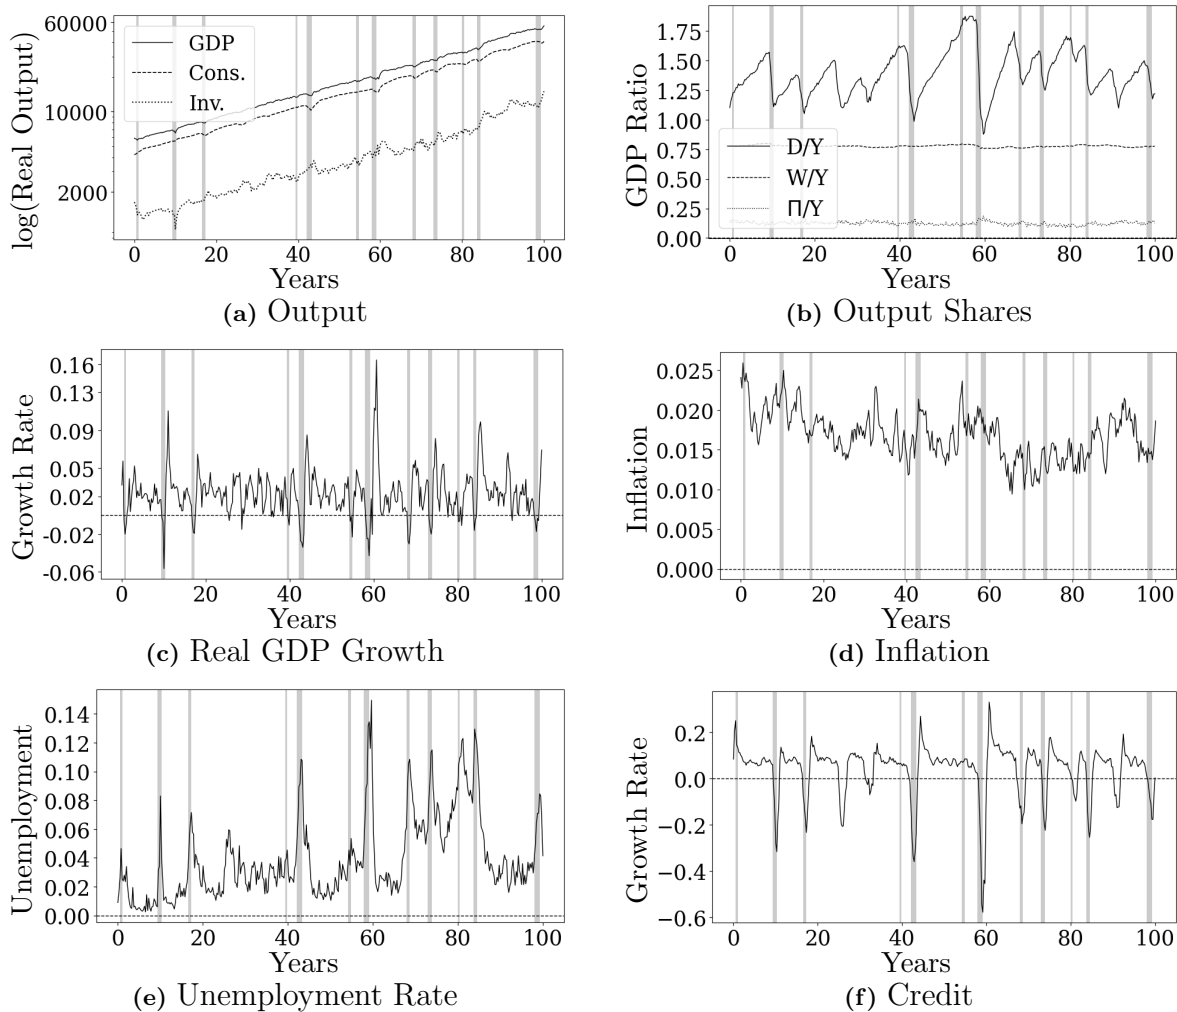 log(Real Output)
60000
10000
2000
GDP
Cons.
Inv.
0 20 40 60 80 100
Years
(a) Output
GDP Ratio
1.75
1.50
1.25
1.00
0.75
0.50
0.25
0.00
D/Y
W/Y
Π/Y
0 20 40 60 80 100
Years
(b) Output Shares
Growth Rate
0.16
0.13
0.09
0.05
0.02
-0.02
-0.06
0 20 40 60 80 100
Years
(c) Real GDP Growth
Inflation
0.025
0.020
0.015
0.010
0.005
0.000
0 20 40 60 80 100
Years
(d) Inflation
Unemployment
0.14
0.12
0.10
0.08
0.06
0.04
0.02
0.00
0 20 40 60 80 100
Years
(e) Unemployment Rate
Growth Rate
0.2
0.0
−0.2
−0.4
−0.6
0 20 40 60 80 100
Years
(f) Credit